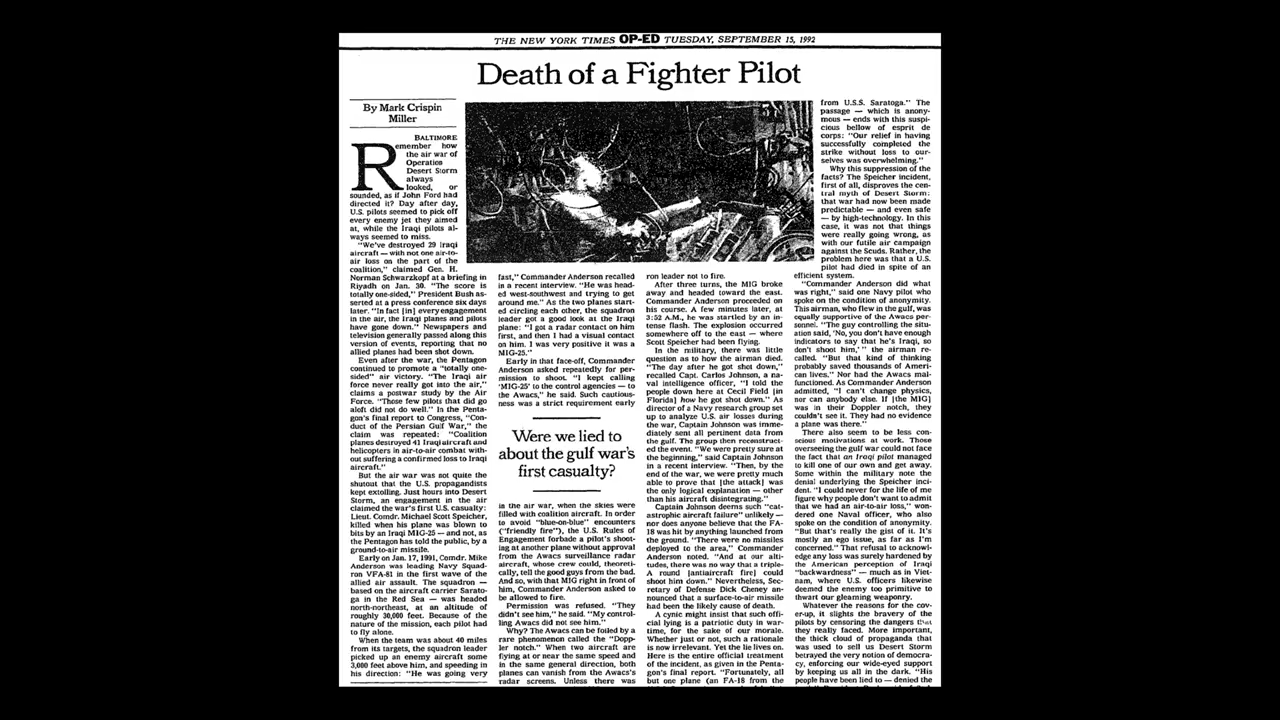 THE NEW YORK TIMES OP-ED TUESDAY, SEPTEMBER 15, 1992
Death of a Fighter Pilot
By Mark Crispin
Miller
BALTIMORE
Remember how
the air war of
Operation
Desert Storm
always
looked, or
sounded, as if John Ford had
directed it? Day after day,
U.S. pilots seemed to pick off
every enemy jet they aimed
at, while the Iraqi pilots al-
ways seemed to miss.
"We've destroyed 29 Iraqi
aircraft — with not one air-to-
air loss on the part of the
coalition," claimed Gen. H.
Norman Schwarzkopf at a briefing in
Riyadh on Jan. 30. "The score is
totally one-sided," President Bush as-
serted at a press conference six days
later. "In fact [in] every engagement
in the air, the Iraqi planes and pilots
have gone down." Newspapers and
television generally passed along this
version of events, reporting that no
allied planes had been shot down.
Even after the war, the Pentagon
continued to promote a "totally one-
sided" air victory. "The Iraqi air
force never really got into the air,"
claims a postwar study by the Air
Force. "Those few pilots that did go
aloft did not do well." In the Penta-
gon's final report to Congress, "Con-
duct of the Persian Gulf War," the
claim was repeated: "Coalition
planes destroyed 41 Iraqi aircraft and
helicopters in air-to-air combat with-
out suffering a confirmed loss to Iraqi
aircraft."
But the air war was not quite the
shutout that the U.S. propagandists
kept extolling. Just hours into Desert
Storm, an engagement in the air
claimed the war's first U.S. casualty:
Lieut. Comdr. Michael Scott Speicher,
killed when his plane was blown to
bits by an Iraqi MIG-25 — and not, as
the Pentagon has told the public, by a
ground-to-air missile.
Early on Jan. 17, 1991, Comdr. Mike
Anderson was leading Navy Squad-
ron VFA-81 in the first wave of the
allied air assault. The squadron —
based on the aircraft carrier Sarato-
ga in the Red Sea — was headed
north-northeast, at an altitude of
roughly 30,000 feet. Because of the
nature of the mission, each pilot had
to fly alone.
When the team was about 40 miles
from its targets, the squadron leader
picked up an enemy aircraft some
3,000 feet above him, and speeding in
his direction: "He was going very
fast," Commander Anderson recalled
in a recent interview. "He was head-
ed west-southwest and trying to get
around me." As the two planes start-
ed circling each other, the squadron
leader got a good look at the Iraqi
plane: "I got a radar contact on him
first, and then I had a visual contact
on him. I was very positive it was a
MIG-25."
Early in that face-off, Commander
Anderson asked repeatedly for per-
mission to shoot. "I kept calling
'MIG-25' to the control agencies — to
the Awacs," he said. Such cautious-
ness was a strict requirement early
Were we lied to
about the gulf war's
first casualty?
in the air war, when the skies were
filled with coalition aircraft. In order
to avoid "blue-on-blue" encounters
("friendly fire"), the U.S. Rules of
Engagement forbade a pilot's shoot-
ing at another plane without approval
from the Awacs surveillance radar
aircraft, whose crew could, theoreti-
cally, tell the good guys from the bad.
And so, with that MIG right in front of
him, Commander Anderson asked to
be allowed to fire.
Permission was refused. "They
didn't see him," he said. "My control-
ling Awacs did not see him."
Why? The Awacs can be foiled by a
rare phenomenon called the "Dopp-
ler notch." When two aircraft are
flying at or near the same speed and
in the same general direction, both
planes can vanish from the Awacs's
radar screens. Unless there was
ron leader not to fire.
After three turns, the MIG broke
away and headed toward the east.
Commander Anderson proceeded on
his course. A few minutes later, at
3:52 A.M., he was startled by an in-
tense flash. The explosion occurred
somewhere off to the east — where
Scott Speicher had been flying.
In the military, there was little
question as to how the airman died.
"The day after he got shot down,"
recalled Capt. Carlos Johnson, a na-
val intelligence officer, "I told the
people down here at Cecil Field [in
Florida] how he got shot down." As
director of a Navy research group set
up to analyze U.S. air losses during
the war, Captain Johnson was imme-
diately sent all pertinent data from
the gulf. The group then reconstruct-
ed the event. "We were pretty sure at
the beginning," said Captain Johnson
in a recent interview. "Then, by the
end of the war, we were pretty much
able to prove that [the attack] was
the only logical explanation — other
than his aircraft disintegrating."
Captain Johnson deems such "cat-
astrophic aircraft failure" unlikely —
nor does anyone believe that the FA-
18 was hit by anything launched from
the ground. "There were no missiles
deployed to the area," Commander
Anderson noted. "And at our alti-
tudes, there was no way that a triple-
A round [antiaircraft fire] could
shoot him down." Nevertheless, Sec-
retary of Defense Dick Cheney an-
nounced that a surface-to-air missile
had been the likely cause of death.
A cynic might insist that such offi-
cial lying is a patriotic duty in war-
time, for the sake of our morale.
Whether just or not, such a rationale
is now irrelevant. Yet the lie lives on.
Here is the entire official treatment
of the incident, as given in the Penta-
gon's final report. "Fortunately, all
but one plane (an FA-18 from the
from U.S.S. Saratoga." The
passage — which is anony-
mous — ends with this suspi-
cious bellow of esprit de
corps: "Our relief in having
successfully completed the
strike without loss to our-
selves was overwhelming."
Why this suppression of the
facts? The Speicher incident,
first of all, disproves the cen-
tral myth of Desert Storm:
that war had now been made
predictable — and even safe
— by high-technology. In this
case, it was not that things
were really going wrong, as
with our futile air campaign
against the Scuds. Rather, the
problem here was that a U.S.
pilot had died in spite of an
efficient system.
"Commander Anderson did what
was right," said one Navy pilot who
spoke on the condition of anonymity.
This airman, who flew in the gulf, was
equally supportive of the Awacs per-
sonnel. "The guy controlling the situ-
ation said, 'No, you don't have enough
indicators to say that he's Iraqi, so
don't shoot him,'" the airman re-
called. "But that kind of thinking
probably saved thousands of Ameri-
can lives." Nor had the Awacs mal-
functioned. As Commander Anderson
admitted, "I can't change physics,
nor can anybody else. If [the MIG]
was in their Doppler notch, they
couldn't see it. They had no evidence
a plane was there."
There also seem to be less con-
scious motivations at work. Those
overseeing the gulf war could not face
the fact that an Iraqi pilot managed
to kill one of our own and get away.
Some within the military note the
denial underlying the Speicher inci-
dent. "I could never for the life of me
figure why people don't want to admit
that we had an air-to-air loss," won-
dered one Naval officer, who also
spoke on the condition of anonymity.
"But that's really the gist of it. It's
mostly an ego issue, as far as I'm
concerned." That refusal to acknowl-
edge any loss was surely hardened by
the American perception of Iraqi
"backwardness" — much as in Viet-
nam, where U.S. officers likewise
deemed the enemy too primitive to
thwart our gleaming weaponry.
Whatever the reasons for the cov-
er-up, it slights the bravery of the
pilots by censoring the dangers that
they really faced. More important,
the thick cloud of propaganda that
was used to sell us Desert Storm
betrayed the very notion of democra-
cy, enforcing our wide-eyed support
by keeping us all in the dark. "His
people have been lied to — denied the